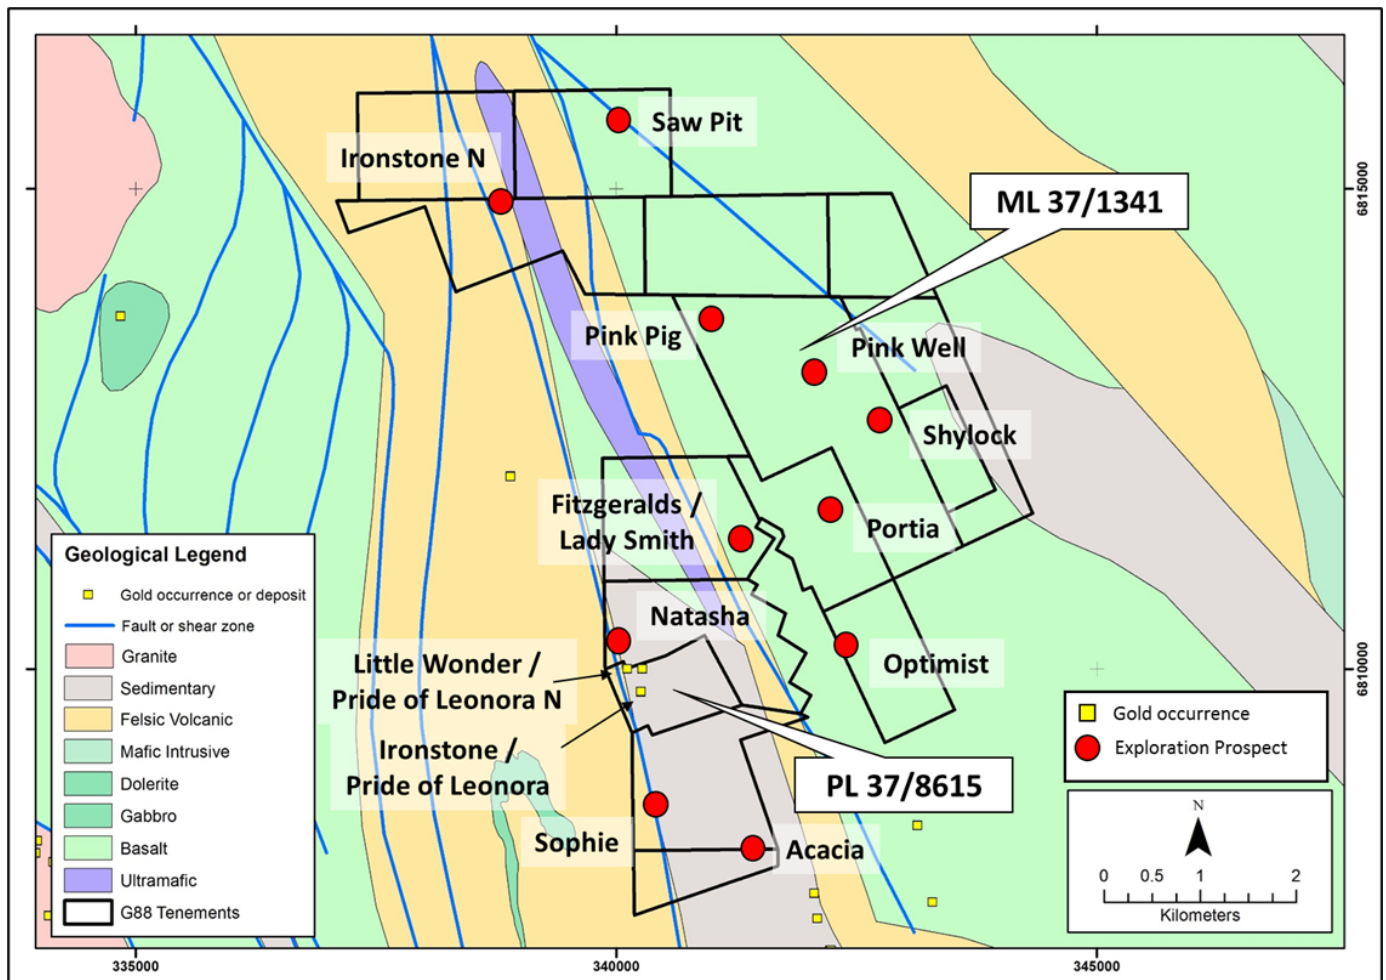 Saw Pit
Ironstone N
ML 37/1341
6815000
Pink Pig
Pink Well
Shylock
Fitzgeralds /
Lady Smith
Portia
Natasha
Little Wonder /
Pride of Leonora N
Optimist
6810000
Ironstone /
Pride of Leonora
PL 37/8615
Sophie
Acacia
Geological Legend
Gold occurrence or deposit
Fault or shear zone
Granite
Sedimentary
Felsic Volcanic
Mafic Intrusive
Dolerite
Gabbro
Basalt
Ultramafic
G88 Tenements
Gold occurrence
Exploration Prospect
N
0 0.5 1 2
Kilometers
335000 340000 345000